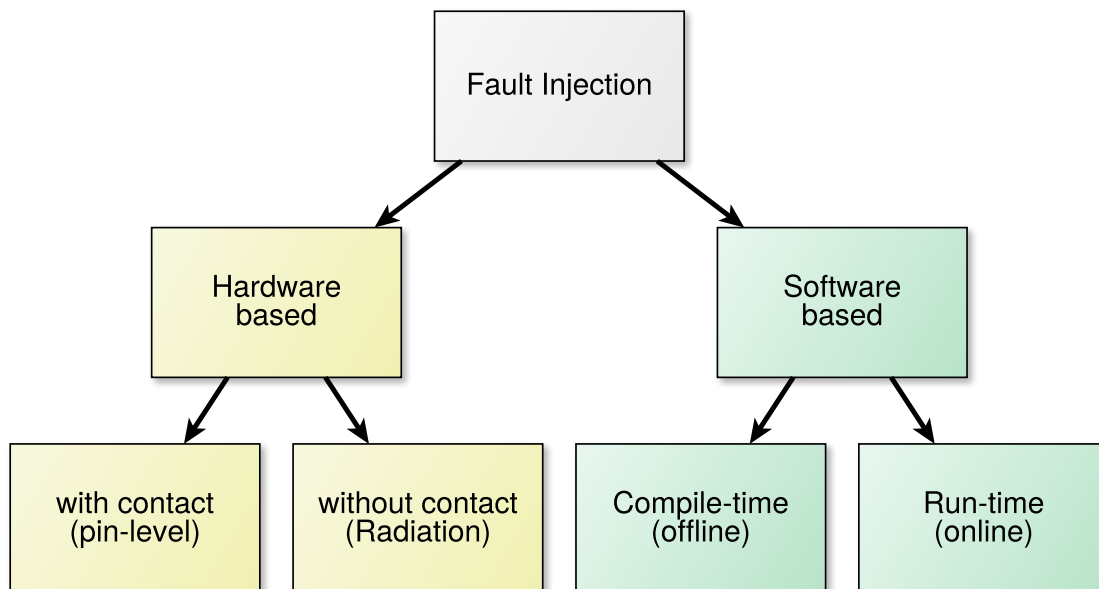 Fault Injection
Hardware
based
Software
based
with contact
(pin-level)
without contact
(Radiation)
Compile-time
(offline)
Run-time
(online)